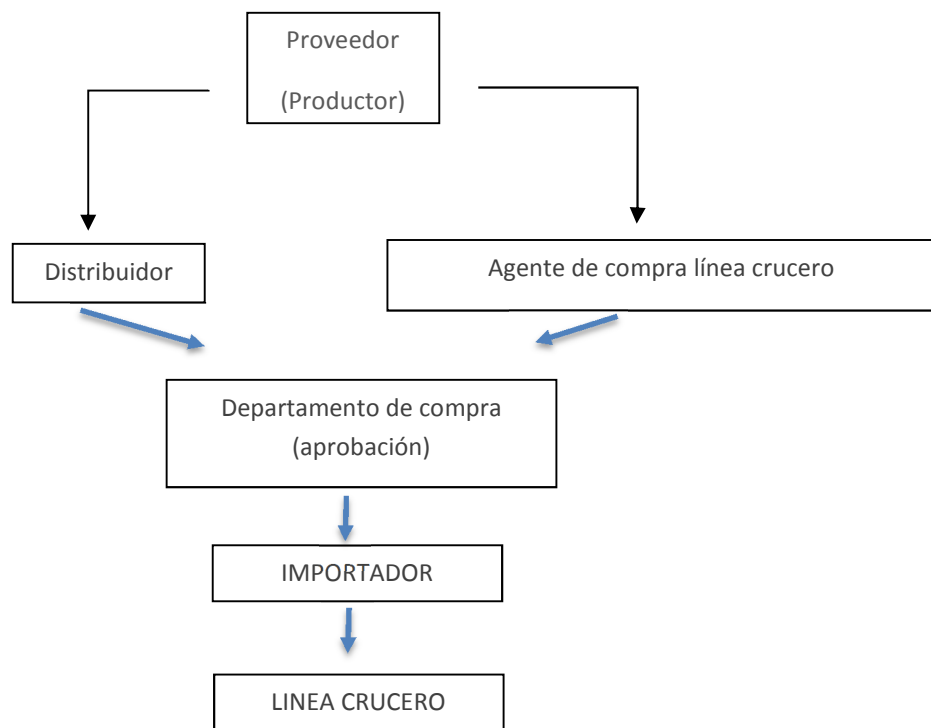 Proveedor
(Productor)
Distribuidor
Agente de compra línea crucero
Departamento de compra
(aprobación)
IMPORTADOR
LINEA CRUCERO